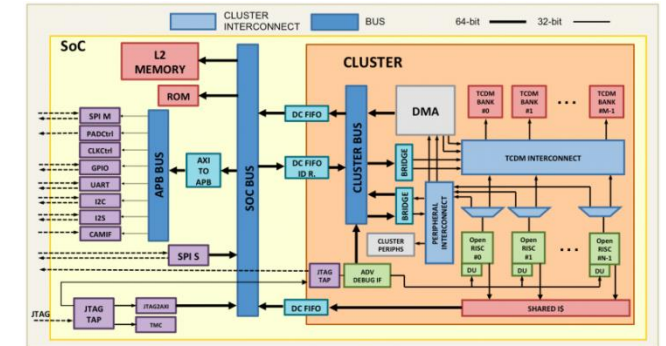 CLUSTER
INTERCONNECT
BUS
64-bit
32-bit
SoC
L2
MEMORY
ROM
SPI M
PADCtrl
CLKCtrl
GPIO
UART
I2C
I2S
CAMIF
APB BUS
AXI
TO
APB
SOC BUS
SPI S
JTAG
JTAG
TAP
JTAG2AXI
TMC
DC FIFO
DC FIFO
ID R.
DC FIFO
CLUSTER
CLUSTER BUS
DMA
BRIDGE
BRIDGE
PERIPHERAL
INTERCONNECT
CLUSTER
PERIPHS
JTAG
TAP
ADV
DEBUG IF
TCDM
BANK
#0
TCDM
BANK
#1
...
TCDM
BANK
#M-1
TCDM INTERCONNECT
Open
RISC
#0
DU
Open
RISC
#1
DU
...
Open
RISC
#N-1
DU
SHARED I$